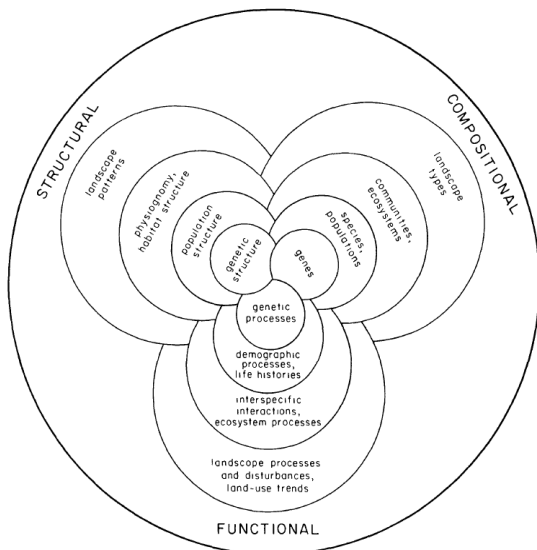 STRUCTURAL
COMPOSITIONAL
landscape
patterns
physiognomy,
habitat structure
population
structure
genetic
structure
landscape
types
communities,
ecosystems
species,
populations
genes
genetic
processes
demographic
processes,
life histories
interspecific
interactions,
ecosystem processes
landscape processes
and disturbances,
land-use trends
FUNCTIONAL